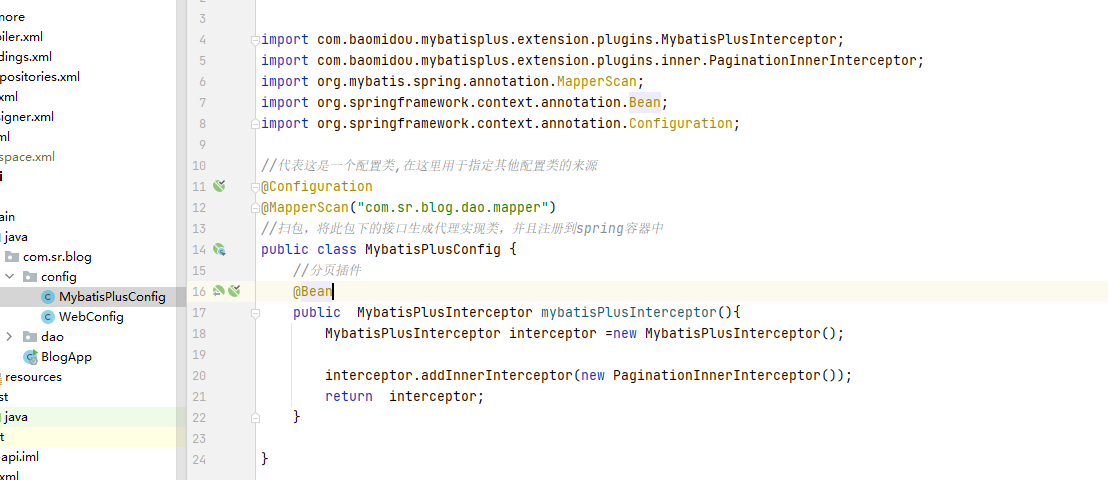 more
piler.xml
dings.xml
positories.xml
xml
signer.xml
ml
space.xml
i
ain
java
com.sr.blog
config
MybatisPlusConfig
WebConfig
dao
BlogApp
resources
st
java
t
-api.iml
xml
3
4 import com.baomidou.mybatisplus.extension.plugins.MybatisPlusInterceptor;
5 import com.baomidou.mybatisplus.extension.plugins.inner.PaginationInnerInterceptor;
6 import org.mybatis.spring.annotation.MapperScan;
7 import org.springframework.context.annotation.Bean;
8 import org.springframework.context.annotation.Configuration;
9
10 //代表这是一个配置类,在这里用于指定其他配置类的来源
11 @Configuration
12 @MapperScan("com.sr.blog.dao.mapper")
13 //扫包，将此包下的接口生成代理实现类，并且注册到spring容器中
14 public class MybatisPlusConfig {
15 //分页插件
16 @Bean
17 public  MybatisPlusInterceptor mybatisPlusInterceptor(){
18 MybatisPlusInterceptor interceptor =new MybatisPlusInterceptor();
19
20 interceptor.addInnerInterceptor(new PaginationInnerInterceptor());
21 return  interceptor;
22 }
23
24 }